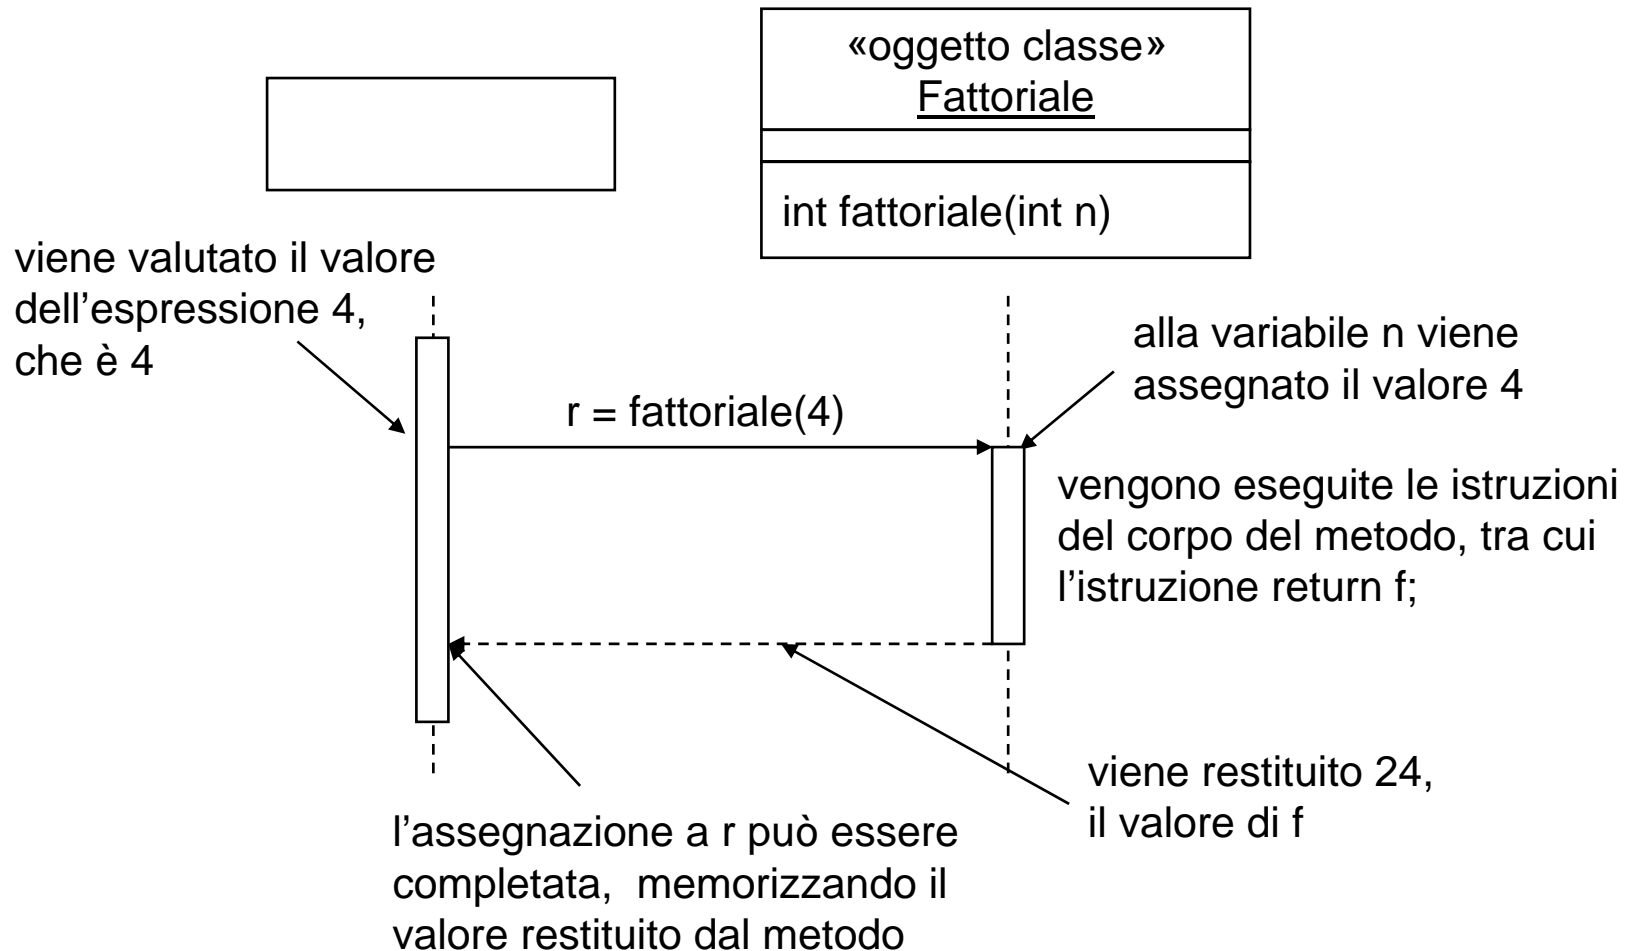 «oggetto classe»
Fattoriale
int fattoriale(int n)
viene valutato il valore
dell’espressione 4,
che è 4
alla variabile n viene
assegnato il valore 4
r = fattoriale(4)
vengono eseguite le istruzioni
del corpo del metodo, tra cui
l’istruzione return f;
viene restituito 24,
il valore di f
l’assegnazione a r può essere
completata,  memorizzando il
valore restituito dal metodo